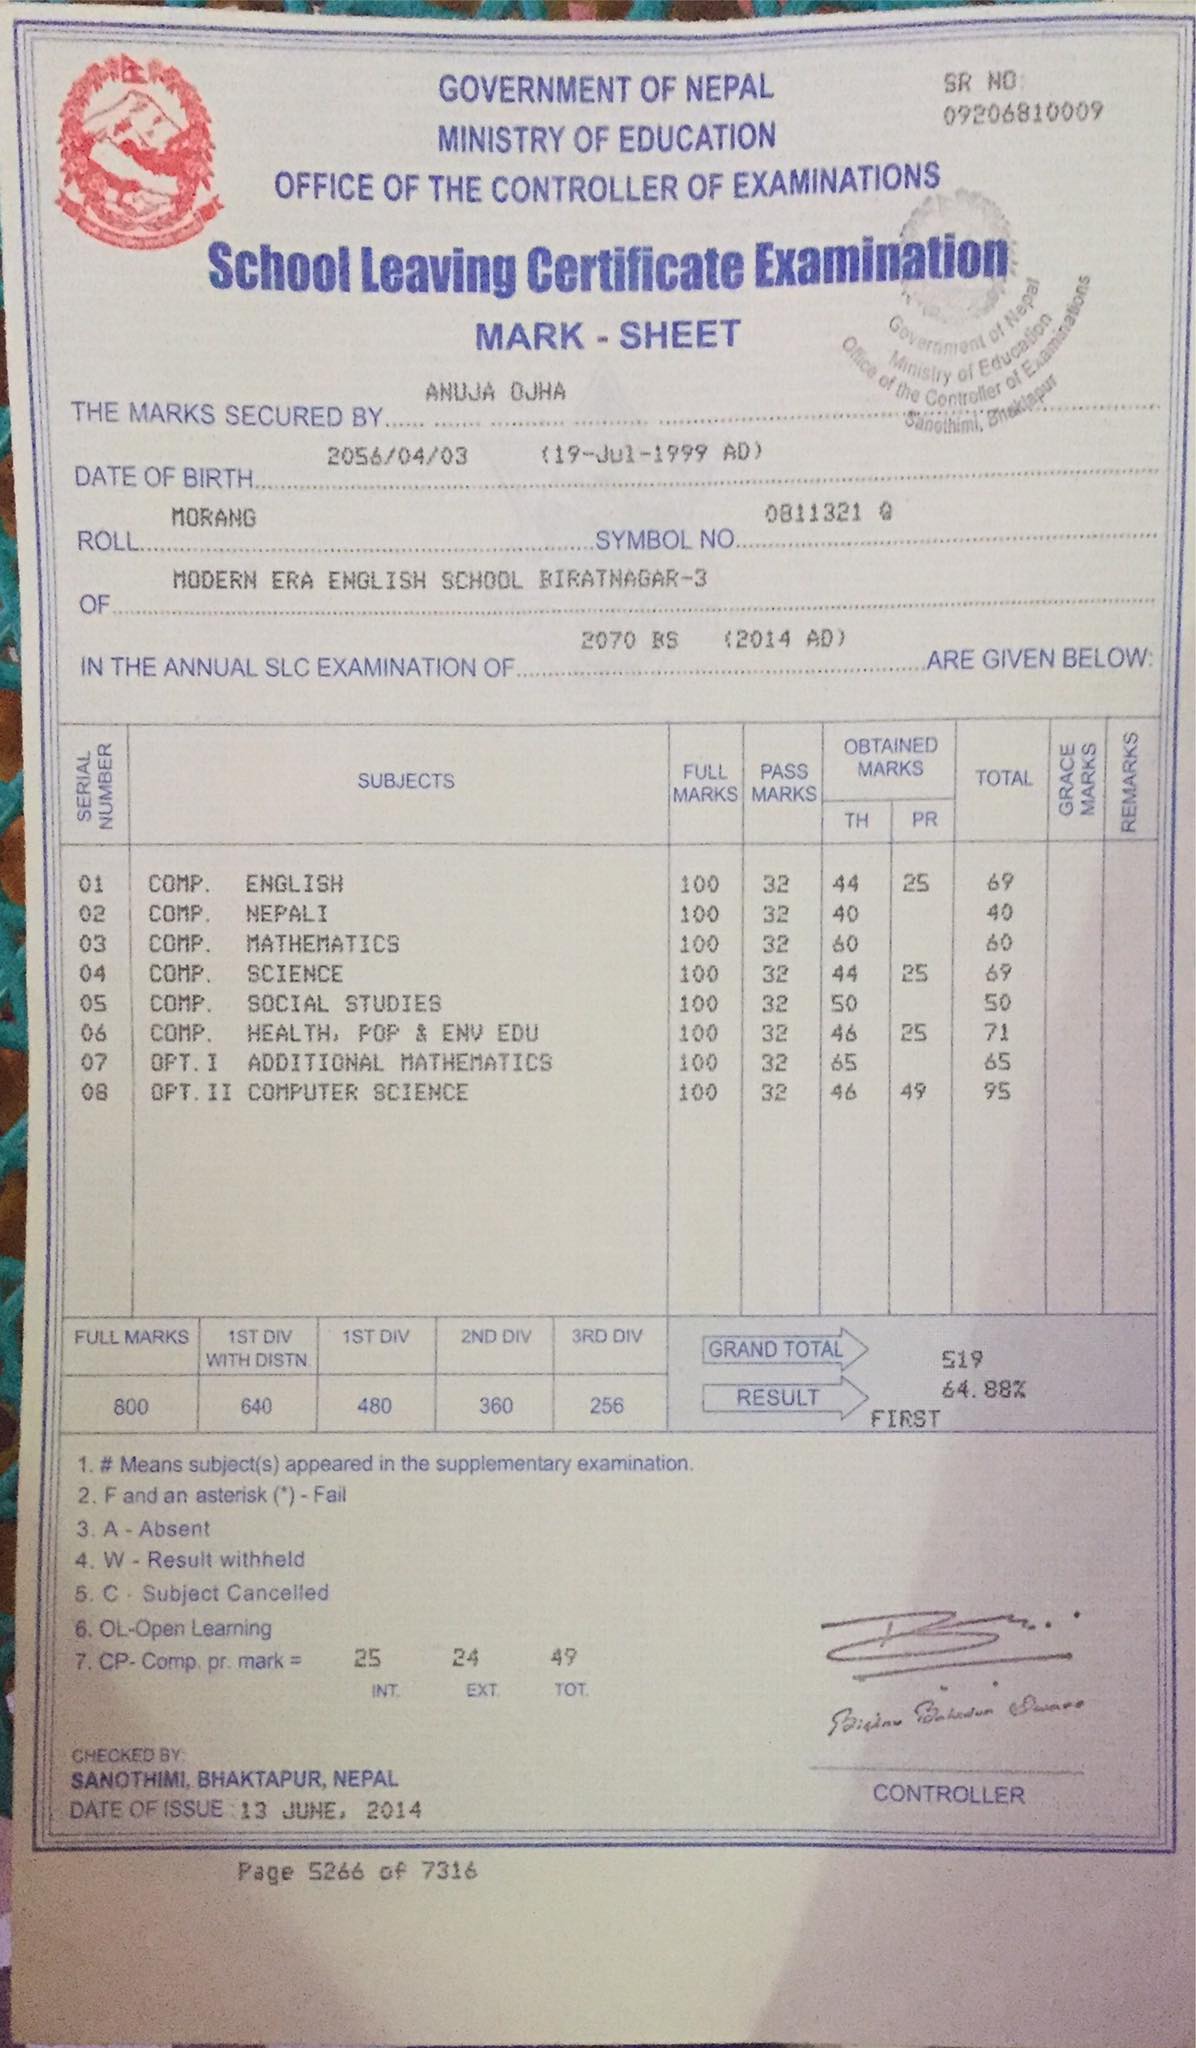 GOVERNMENT OF NEPAL
MINISTRY OF EDUCATION
OFFICE OF THE CONTROLLER OF EXAMINATIONS
SR NO:
09206810009
School Leaving Certificate Examination
MARK - SHEET
Government of Nepal
Ministry of Education
Office of the Controller of Examinations
Sanothimi, Bhaktapur
THE MARKS SECURED BY ANUJA OJHA
DATE OF BIRTH 2056/04/03 (19-Jul-1999 AD)
ROLL MORANG SYMBOL NO. 0811321 Q
OF MODERN ERA ENGLISH SCHOOL BIRATNAGAR-3
IN THE ANNUAL SLC EXAMINATION OF 2070 BS (2014 AD) ARE GIVEN BELOW:
SERIAL NUMBER SUBJECTS FULL MARKS PASS MARKS OBTAINED MARKS TH PR TOTAL GRACE MARKS REMARKS
01 COMP. ENGLISH 100 32 44 25 69
02 COMP. NEPALI 100 32 40 40
03 COMP. MATHEMATICS 100 32 60 60
04 COMP. SCIENCE 100 32 44 25 69
05 COMP. SOCIAL STUDIES 100 32 50 50
06 COMP. HEALTH, POP & ENV EDU 100 32 46 25 71
07 OPT.I ADDITIONAL MATHEMATICS 100 32 65 65
08 OPT.II COMPUTER SCIENCE 100 32 46 49 95
FULL MARKS 1ST DIV WITH DISTN. 1ST DIV 2ND DIV 3RD DIV
800 640 480 360 256
GRAND TOTAL 519
64.88%
RESULT FIRST
1. # Means subject(s) appeared in the supplementary examination.
2. F and an asterisk (*) - Fail
3. A - Absent
4. W - Result withheld
5. C - Subject Cancelled
6. OL-Open Learning
7. CP- Comp. pr. mark = 25 24 49
INT. EXT. TOT.
CHECKED BY:
SANOTHIMI, BHAKTAPUR, NEPAL
DATE OF ISSUE :13 JUNE, 2014
CONTROLLER
Page 5266 of 7316